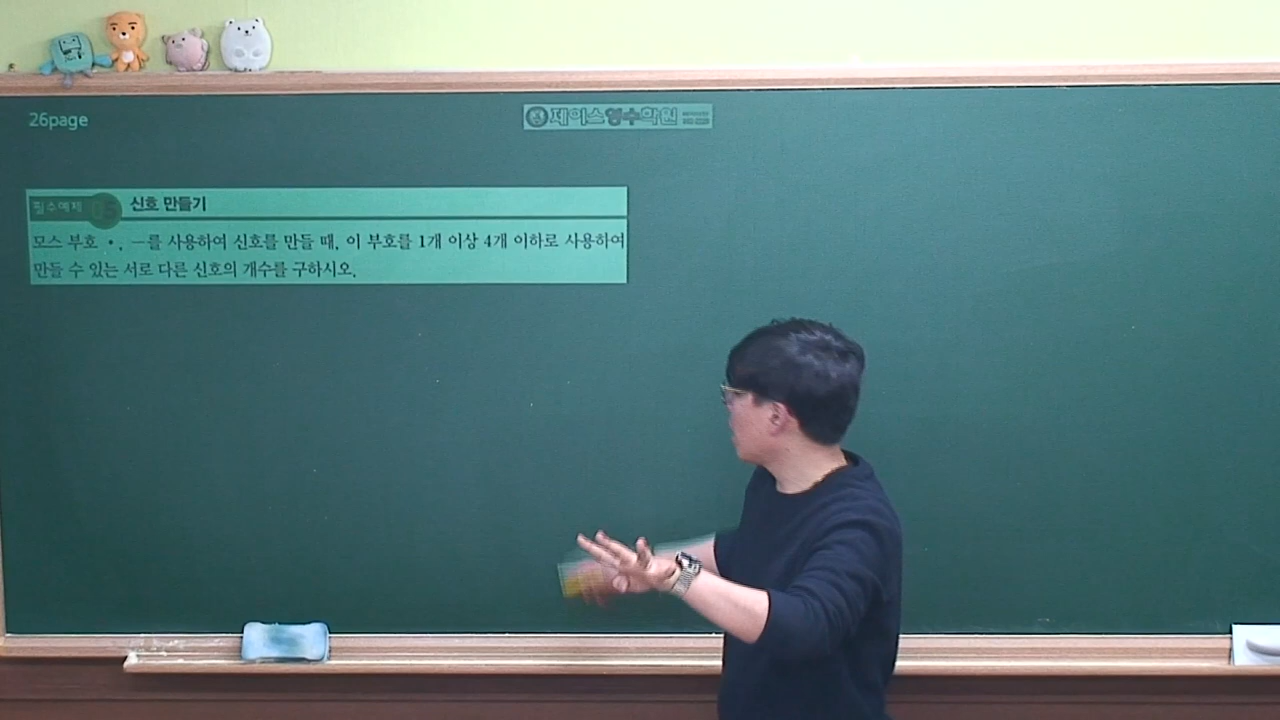 26page
제이스영수학원
필수예제 05 신호 만들기
모스 부호 •, ―를 사용하여 신호를 만들 때, 이 부호를 1개 이상 4개 이하로 사용하여
만들 수 있는 서로 다른 신호의 개수를 구하시오.